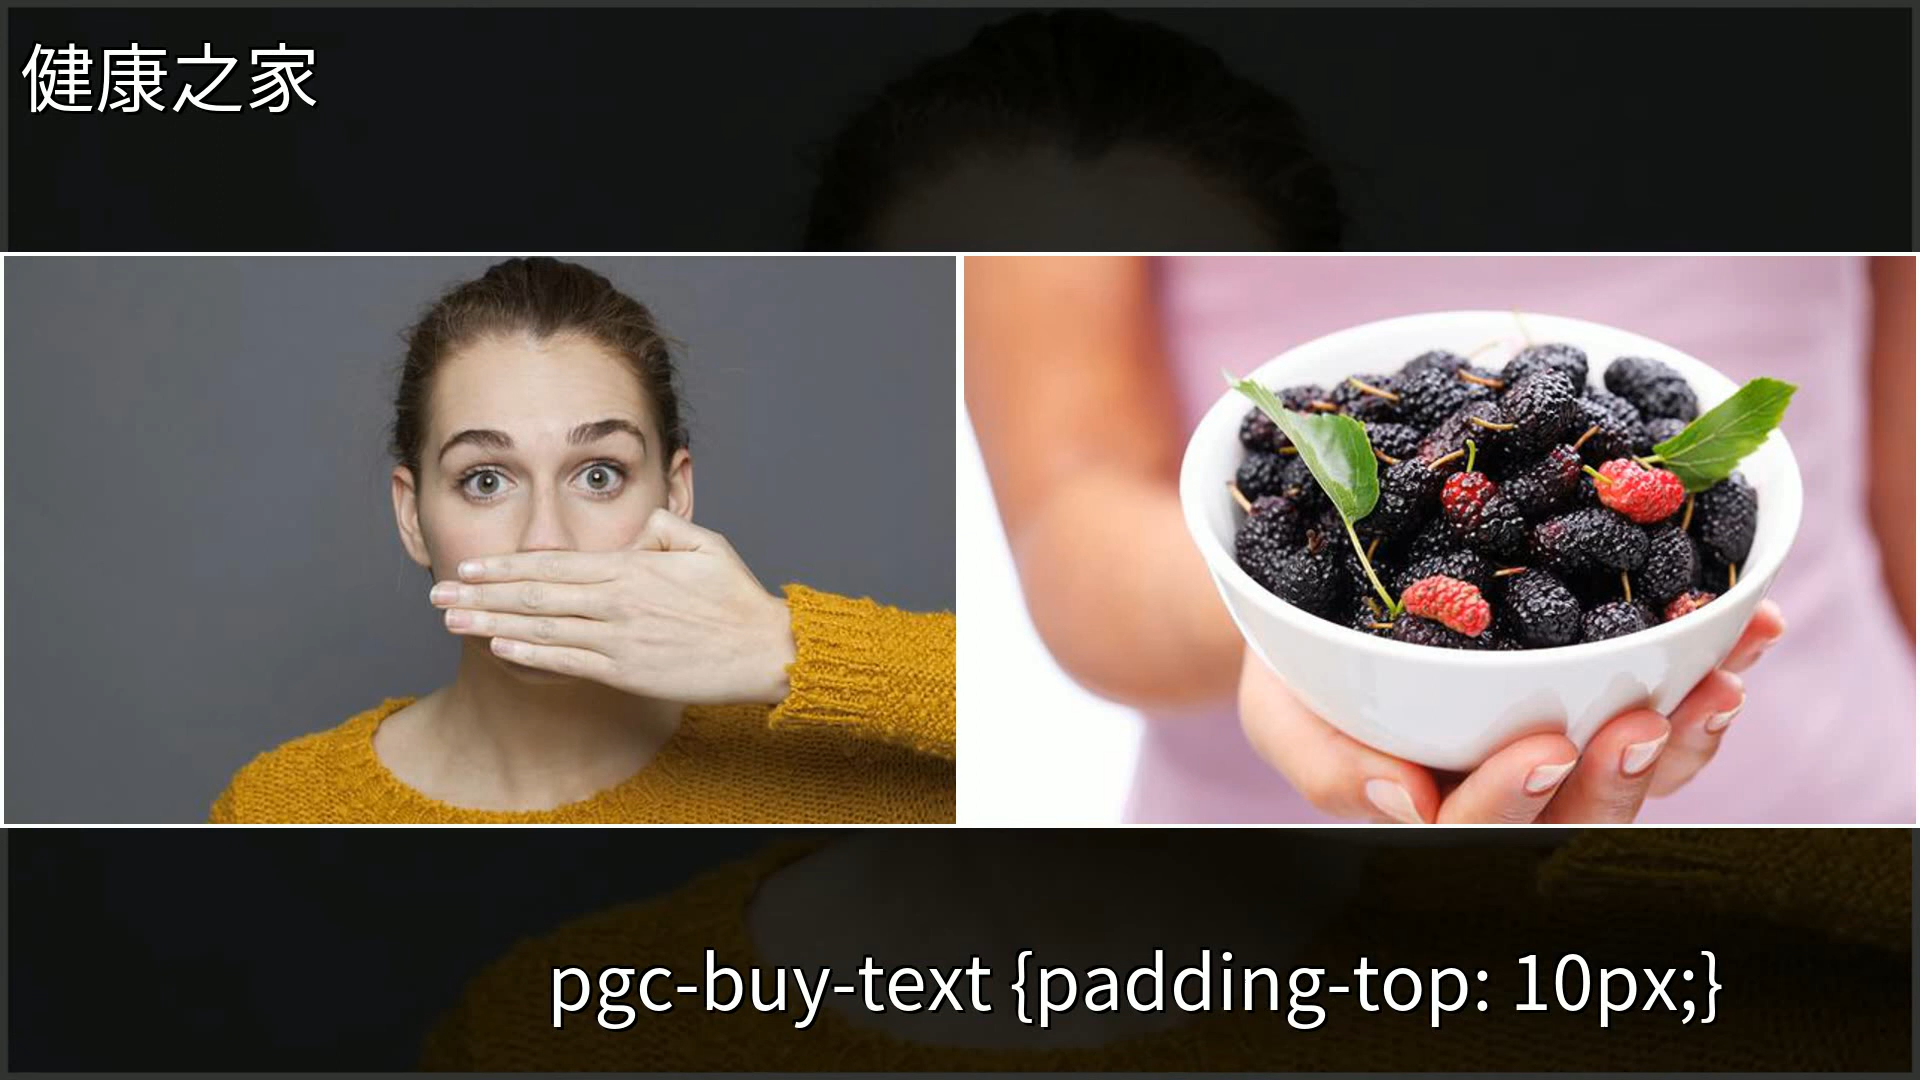 健康之家
pgc-buy-text {padding-top: 10px;}